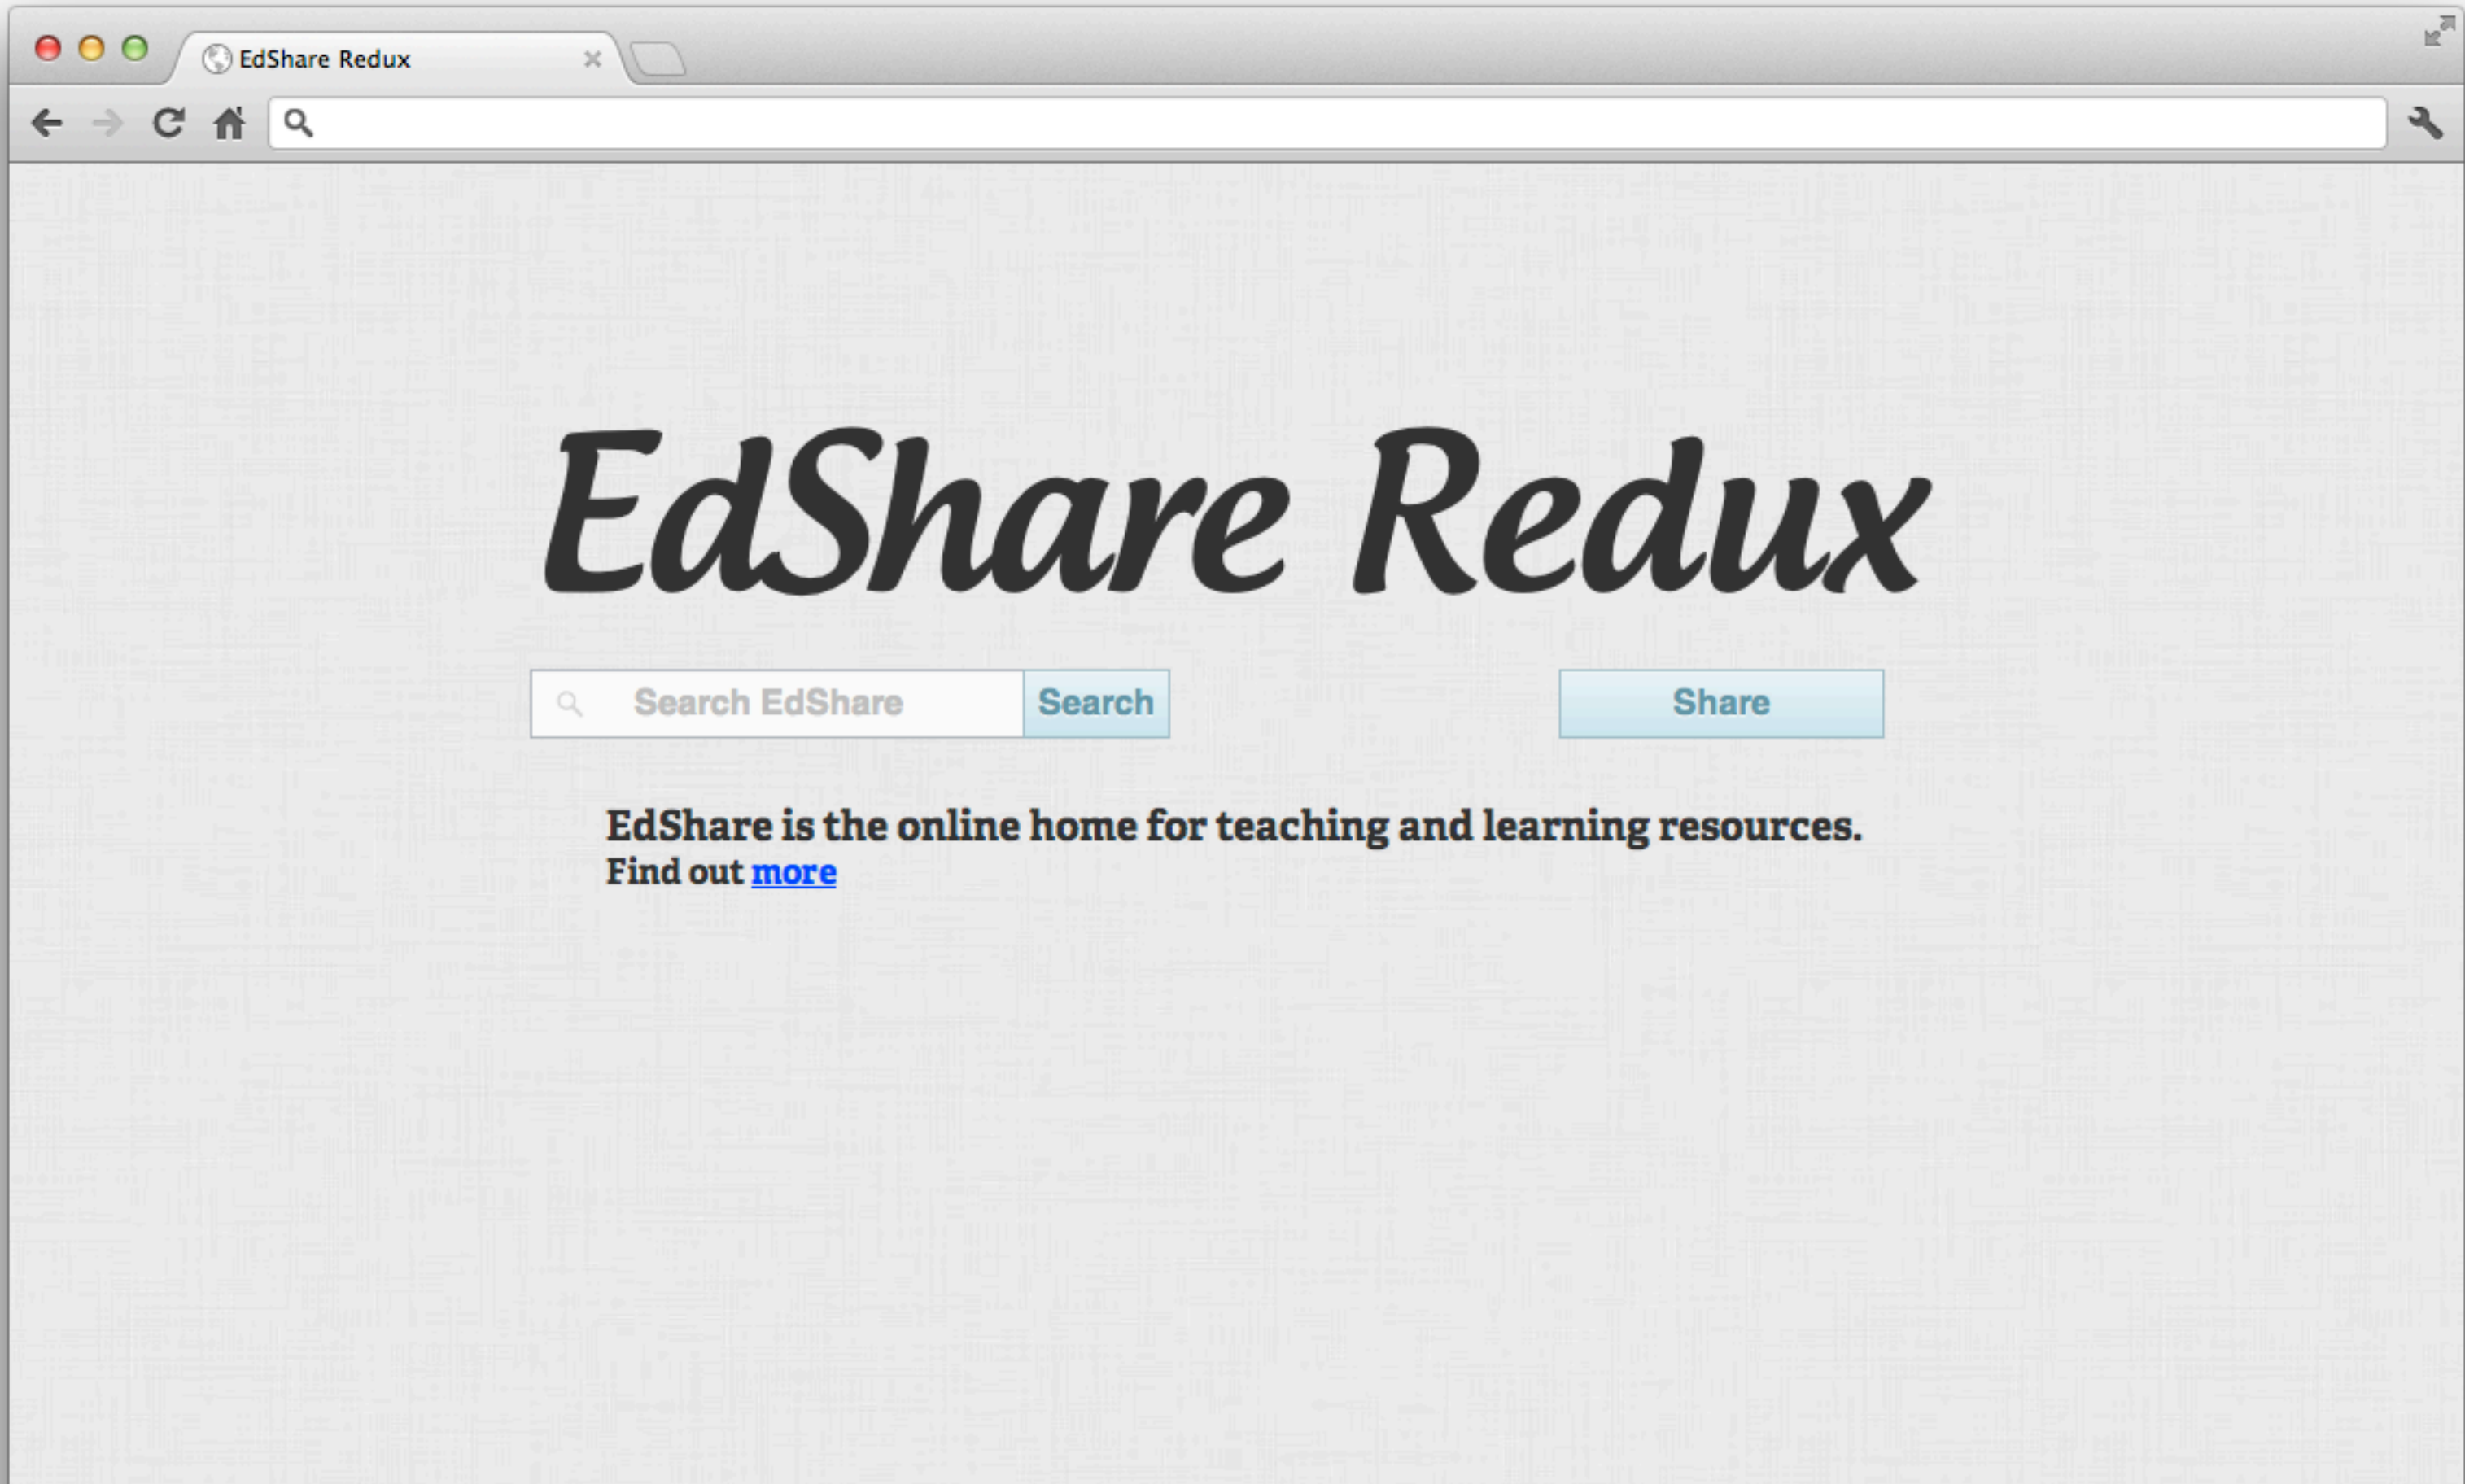 EdShare Redux
EdShare Redux
Search EdShare Search Share
EdShare is the online home for teaching and learning resources.
Find out more